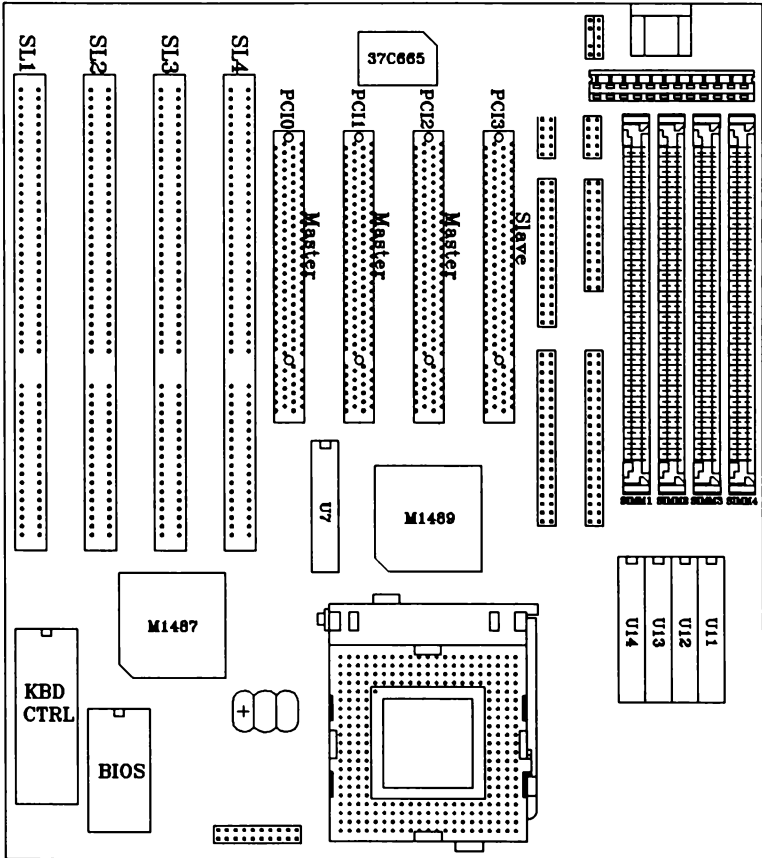 SL1
SL2
SL3
SL4
37C665
PCI0
PCI1
PCI2
PCI3
Master
Master
Master
Slave
SIMM1
SIMM2
SIMM3
SIMM4
U7
M1489
M1487
U14
U13
U12
U11
KBD
CTRL
+
BIOS